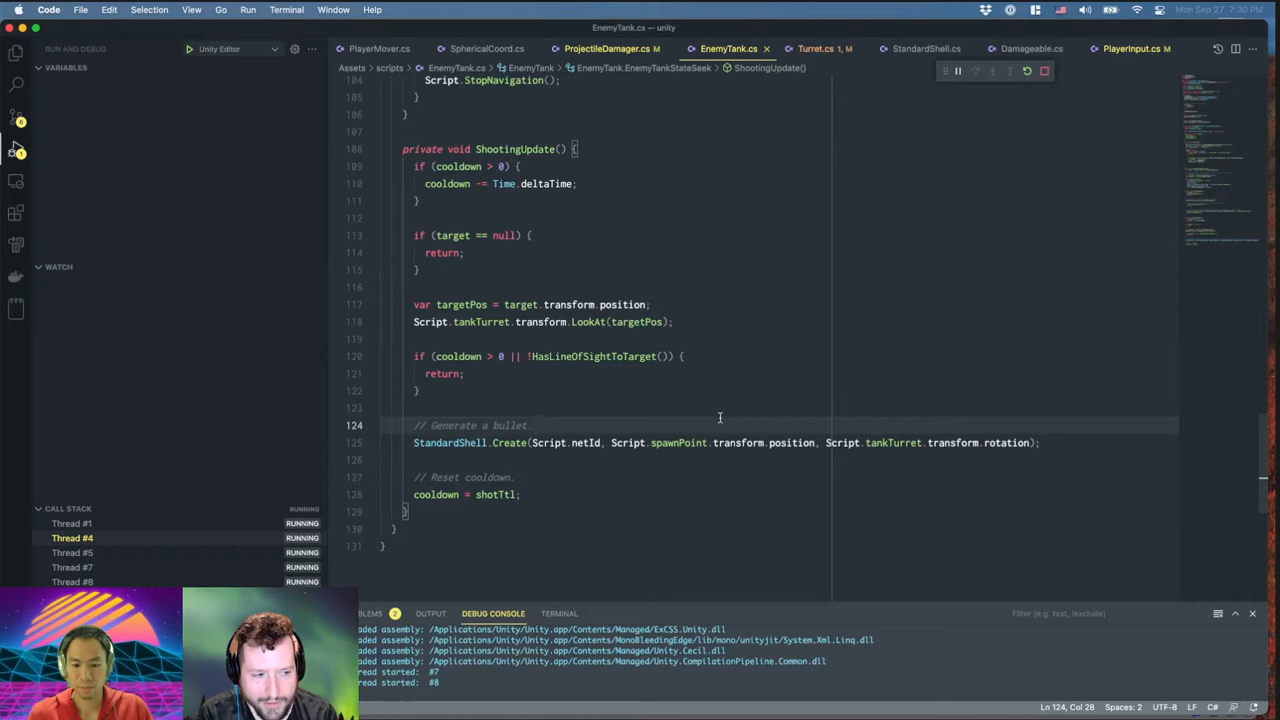 Code File Edit Selection View Go Run Terminal Window Help
Mon Sep 27 7:30 PM
EnemyTank.cs — unity
RUN AND DEBUG Unity Editor
PlayerMover.cs SphericalCoord.cs ProjectileDamager.cs M EnemyTank.cs Turret.cs 1, M StandardShell.cs Damageable.cs PlayerInput.cs M
Assets > scripts > EnemyTank.cs > EnemyTank > EnemyTank.EnemyTankStateSeek > ShootingUpdate()
VARIABLES
WATCH
CALL STACK
Thread #1 RUNNING
Thread #4 RUNNING
Thread #5 RUNNING
Thread #7 RUNNING
Thread #8 RUNNING
6
1
104 Script.StopNavigation();
105 }
106 }
107
108 private void ShootingUpdate() {
109 if (cooldown > 0) {
110 cooldown -= Time.deltaTime;
111 }
112
113 if (target == null) {
114 return;
115 }
116
117 var targetPos = target.transform.position;
118 Script.tankTurret.transform.LookAt(targetPos);
119
120 if (cooldown > 0 || !HasLineOfSightToTarget()) {
121 return;
122 }
123
124 // Generate a bullet.
125 StandardShell.Create(Script.netId, Script.spawnPoint.transform.position, Script.tankTurret.transform.rotation);
126
127 // Reset cooldown.
128 cooldown = shotTtl;
129 }
130 }
131 }
BLEMS 2 OUTPUT DEBUG CONSOLE TERMINAL Filter (e.g. text, !exclude)
aded assembly: /Applications/Unity/Unity.app/Contents/Managed/ExCSS.Unity.dll
aded assembly: /Applications/Unity/Unity.app/Contents/MonoBleedingEdge/lib/mono/unityjit/System.Xml.Linq.dll
aded assembly: /Applications/Unity/Unity.app/Contents/Managed/Unity.Cecil.dll
aded assembly: /Applications/Unity/Unity.app/Contents/Managed/Unity.CompilationPipeline.Common.dll
read started: #7
read started: #8
Ln 124, Col 28 Spaces: 2 UTF-8 LF C#